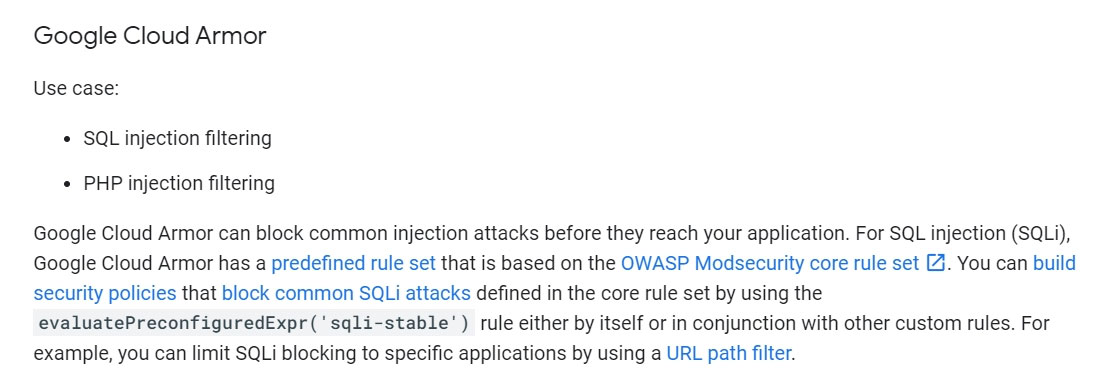 Google Cloud Armor
Use case:
• SQL injection filtering
• PHP injection filtering
Google Cloud Armor can block common injection attacks before they reach your application. For SQL injection (SQLi),
Google Cloud Armor has a predefined rule set that is based on the OWASP Modsecurity core rule set. You can build
security policies that block common SQLi attacks defined in the core rule set by using the
evaluatePreconfiguredExpr('sqli-stable') rule either by itself or in conjunction with other custom rules. For
example, you can limit SQLi blocking to specific applications by using a URL path filter.